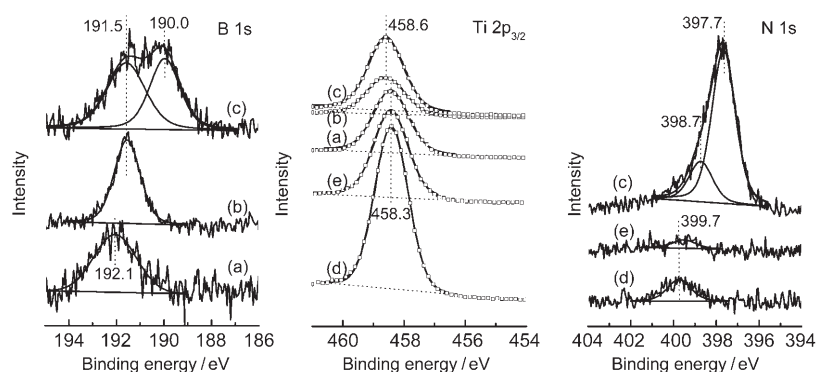 191.5
190.0
B 1s
(c)
(b)
(a)
192.1
Intensity
194 192 190 188 186
Binding energy / eV
458.6
Ti 2p3/2
(c)
(b)
(a)
(e)
458.3
(d)
Intensity
460 458 456 454
Binding energy / eV
397.7
N 1s
398.7
(c)
399.7
(e)
(d)
Intensity
404 402 400 398 396 394
Binding energy / eV